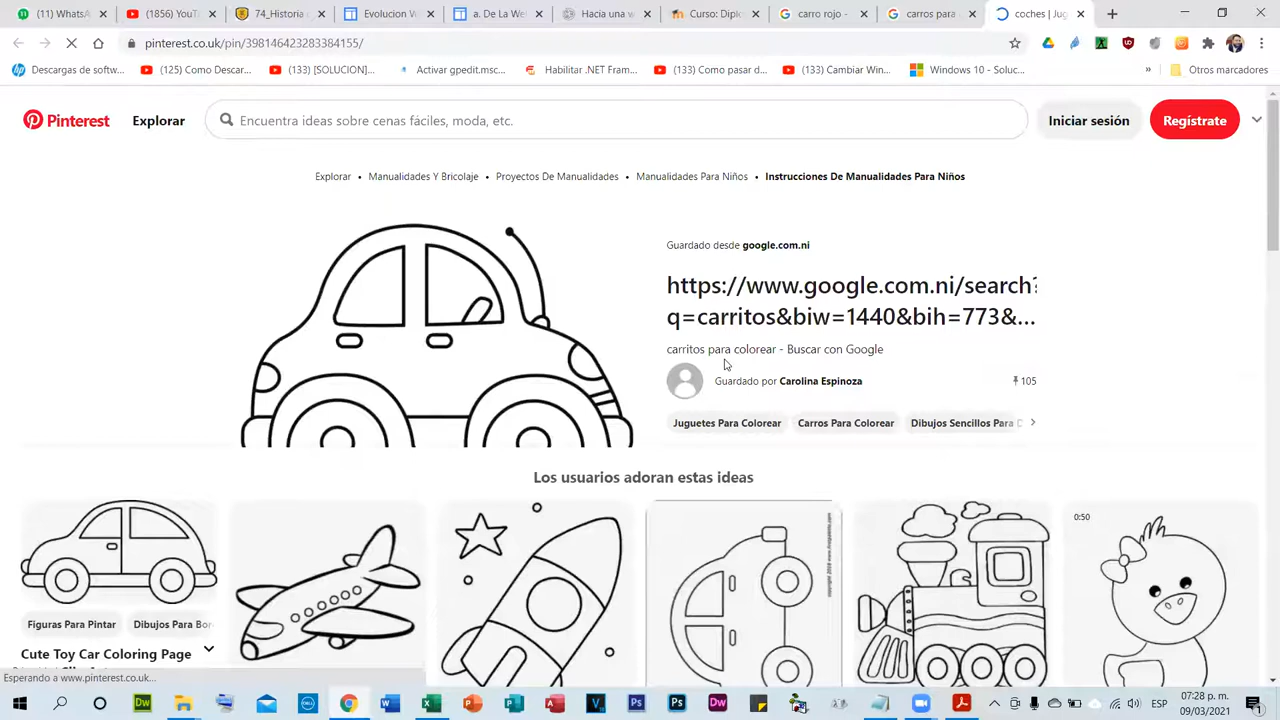 (11) WhatsA
(1856) YouT
74_Historia
Evolucion V
a. De La We
Hacia una w
Curso: Diplo
carro rojo -
carros para
coches | Jug
pinterest.co.uk/pin/398146423283384155/
Descargas de softw...
(125) Como Descar...
(133) [SOLUCION]...
Activar gpedit.msc...
Habilitar .NET Fram...
(133) Como pasar d...
(133) Cambiar Win...
Windows 10 - Soluc...
»
Otros marcadores
Pinterest
Explorar
Encuentra ideas sobre cenas fáciles, moda, etc.
Iniciar sesión
Regístrate
Explorar • Manualidades Y Bricolaje • Proyectos De Manualidades • Manualidades Para Niños • Instrucciones De Manualidades Para Niños
Guardado desde google.com.ni
https://www.google.com.ni/search?
q=carritos&biw=1440&bih=773&...
carritos para colorear - Buscar con Google
Guardado por Carolina Espinoza
105
Juguetes Para Colorear
Carros Para Colorear
Dibujos Sencillos Para
Los usuarios adoran estas ideas
0:50
Figuras Para Pintar
Dibujos Para Bor
Cute Toy Car Coloring Page
Esperando a www.pinterest.co.uk...
ESP
07:28 p. m.
09/03/2021